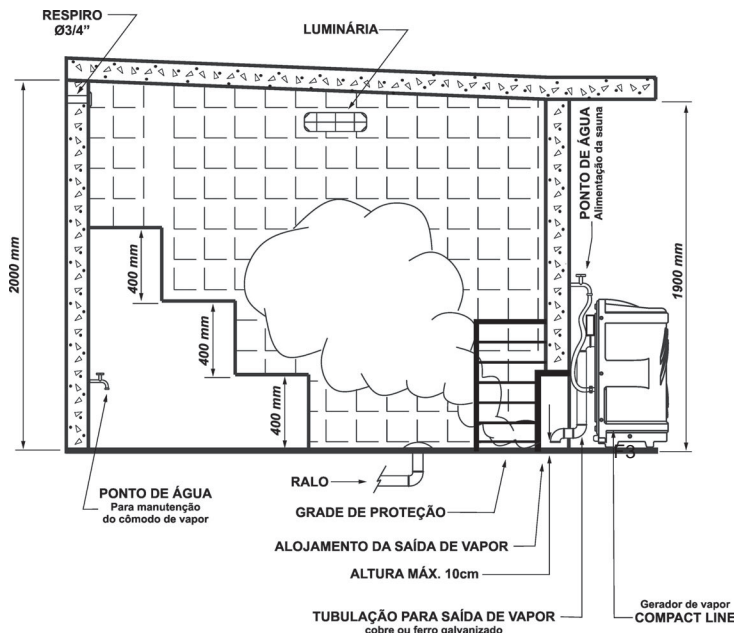 RESPIRO
Ø3/4”
LUMINÁRIA
PONTO DE ÁGUA
Alimentação da sauna
2000 mm
1900 mm
400 mm
400 mm
400 mm
F3
PONTO DE ÁGUA
Para manutenção
do cômodo de vapor
RALO
GRADE DE PROTEÇÃO
ALOJAMENTO DA SAÍDA DE VAPOR
ALTURA MÁX. 10cm
TUBULAÇÃO PARA SAÍDA DE VAPOR
cobre ou ferro galvanizado
Gerador de vapor
COMPACT LINE